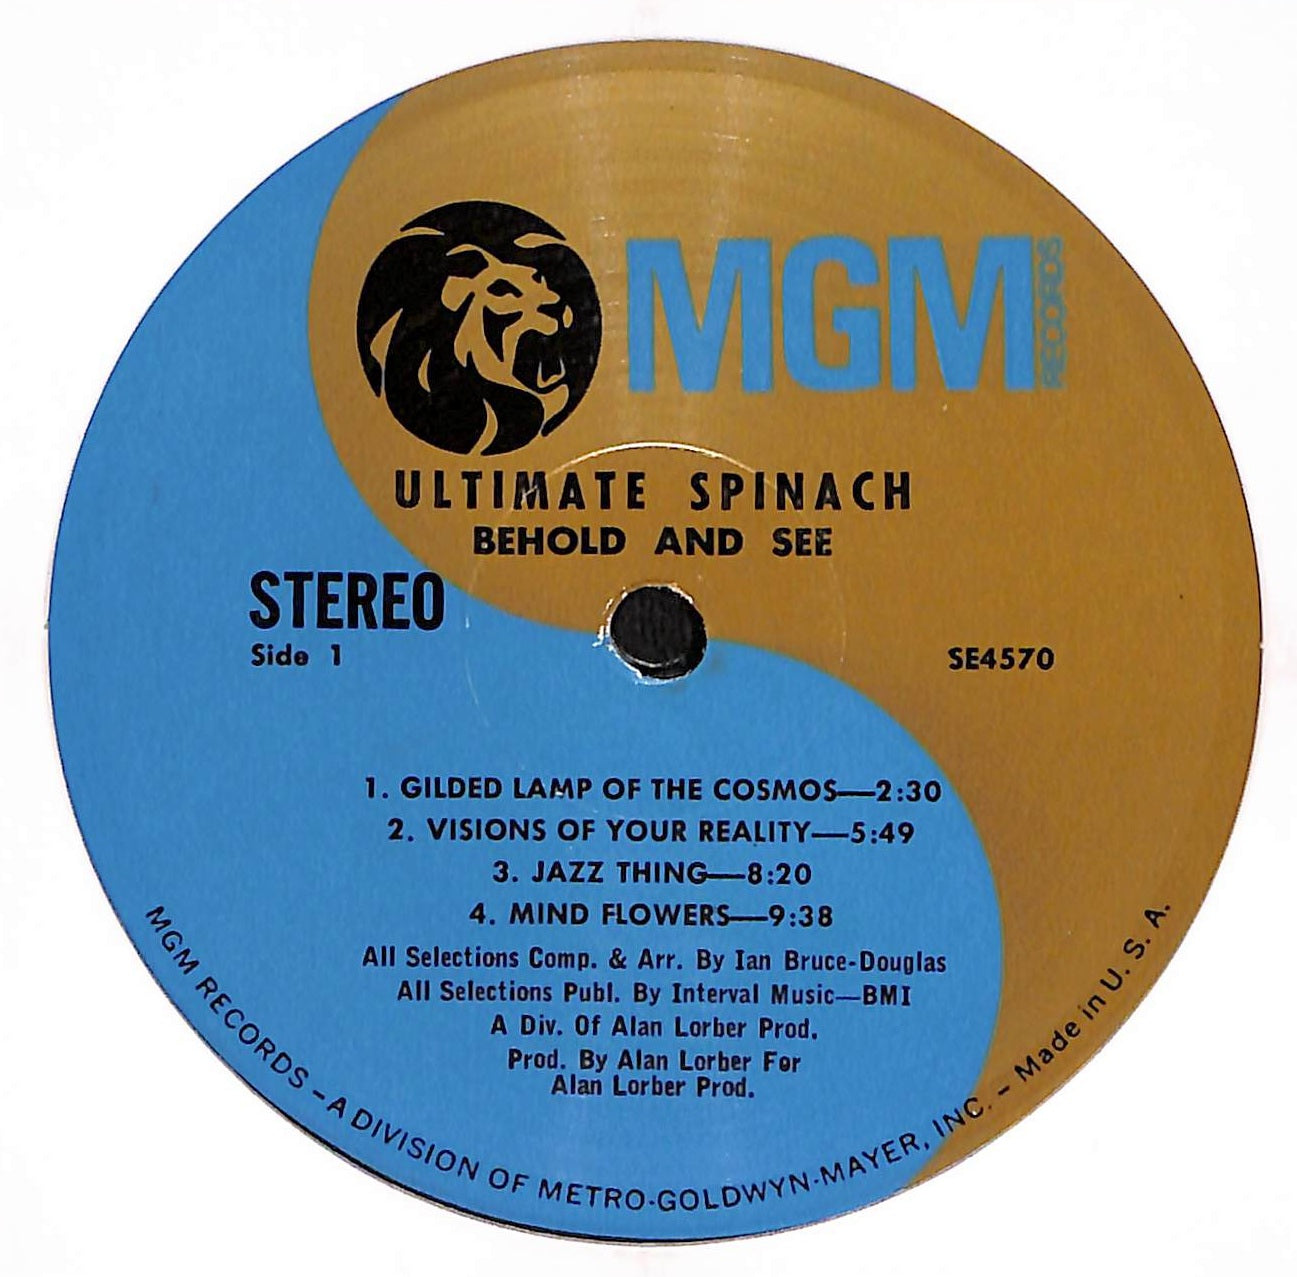 MGM
RECORDS
ULTIMATE SPINACH
BEHOLD AND SEE
STEREO
Side 1
SE4570
1. GILDED LAMP OF THE COSMOS—2:30
2. VISIONS OF YOUR REALITY—5:49
3. JAZZ THING—8:20
4. MIND FLOWERS—9:38
All Selections Comp. & Arr. By Ian Bruce-Douglas
All Selections Publ. By Interval Music—BMI
A Div. Of Alan Lorber Prod.
Prod. By Alan Lorber For
Alan Lorber Prod.
MGM RECORDS – A DIVISION OF METRO-GOLDWYN-MAYER, INC. – Made in U. S. A.